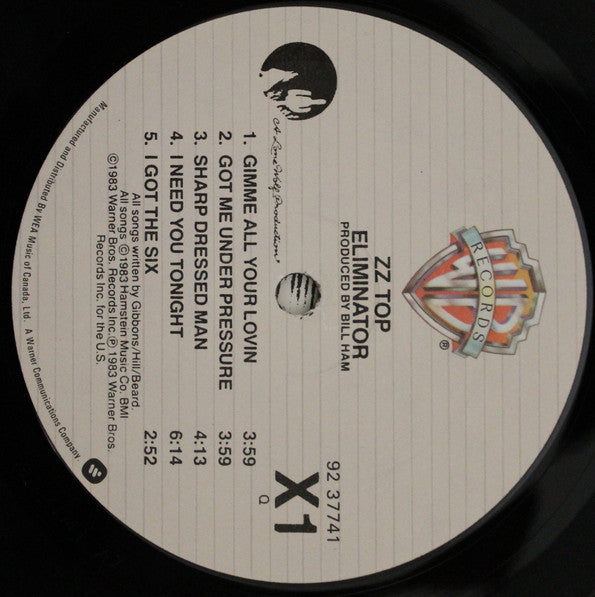 WB
RECORDS
®
ZZ TOP
ELIMINATOR
PRODUCED BY BILL HAM
92 37741
X1
Q
A Lone Wolf Production*
1. GIMME ALL YOUR LOVIN 3:59
2. GOT ME UNDER PRESSURE 3:59
3. SHARP DRESSED MAN 4:13
4. I NEED YOU TONIGHT 6:14
5. I GOT THE SIX 2:52
All songs written by Gibbons/Hill/Beard.
All songs ©1983 Hamstein Music Co. BMI
©1983 Warner Bros. Records Inc.℗ 1983 Warner Bros.
Records Inc. for the U.S.
Manufactured and Distributed By WEA Music of Canada, Ltd. . A Warner Communications Company.